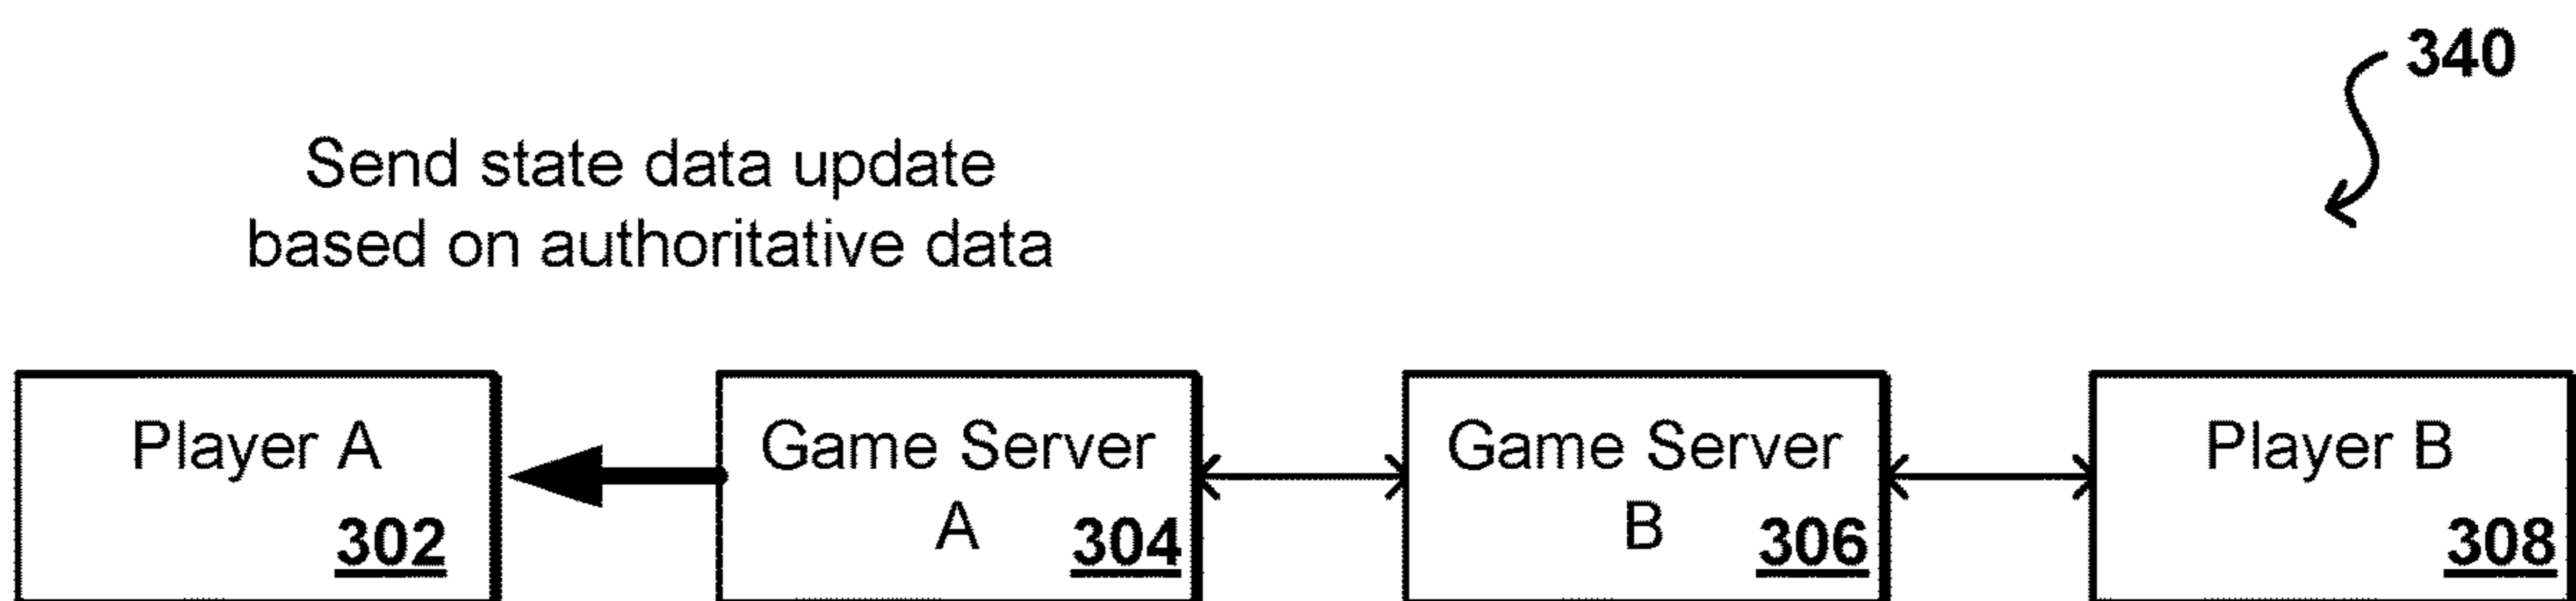 340
Send state data update
based on authoritative data
Player A
302
Game Server
A 304
Game Server
B 306
Player B
308